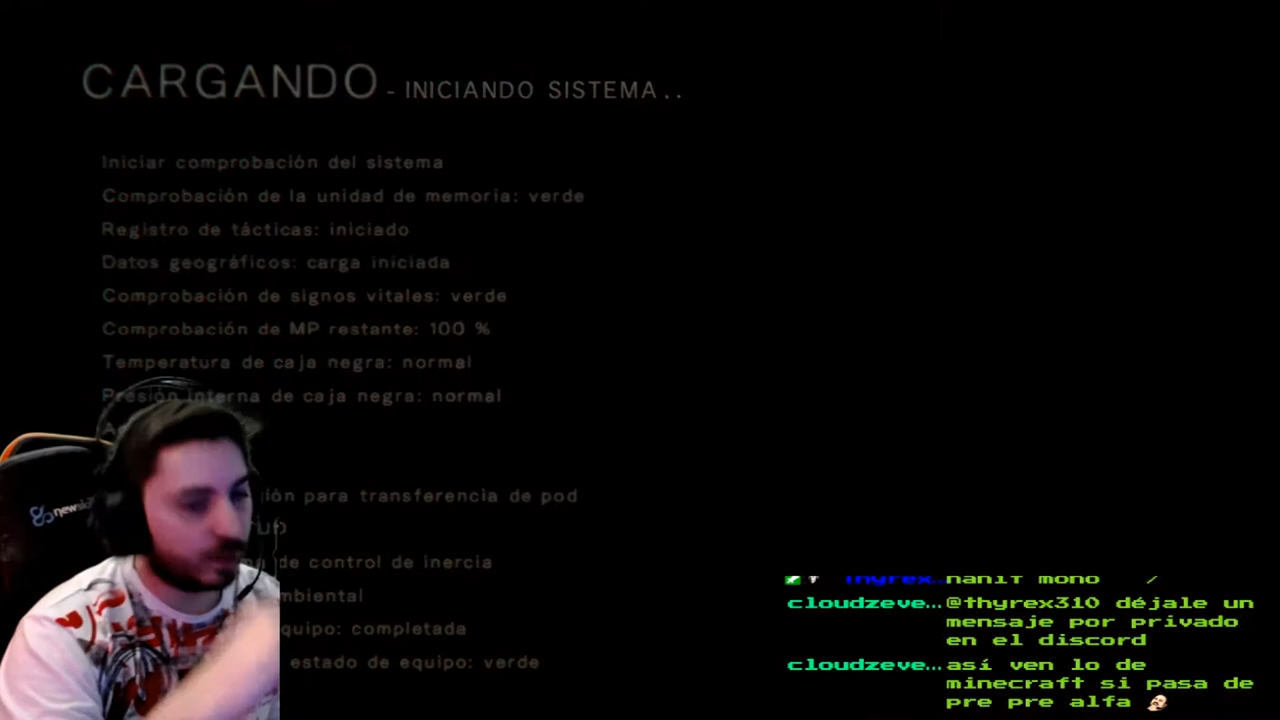 CARGANDO - INICIANDO SISTEMA..
Iniciar comprobación del sistema
Comprobación de la unidad de memoria: verde
Registro de tácticas: iniciado
Datos geográficos: carga iniciada
Comprobación de signos vitales: verde
Comprobación de MP restante: 100 %
Temperatura de caja negra: normal
Presión interna de caja negra: normal
para transferencia de pod
de control de inercia
completada
estado de equipo: verde
mono /
cloudzeve... @thyrex310 déjale un
mensaje por privado
en el discord
cloudzeve... así ven lo de
minecraft si pasa de
pre pre alfa